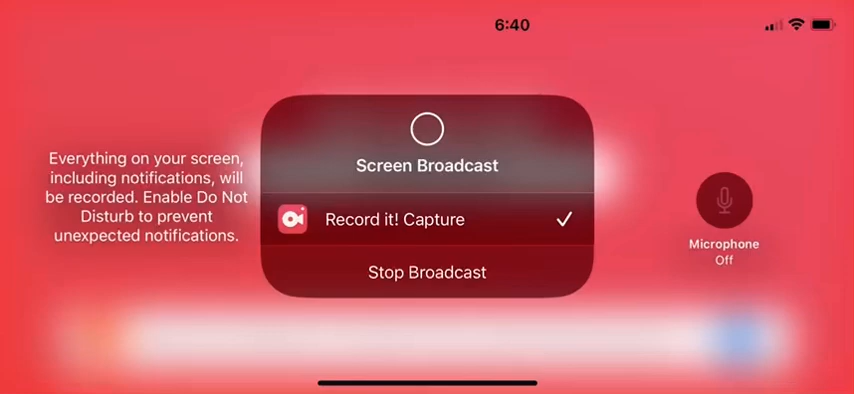 6:40
Everything on your screen,
including notifications, will
be recorded. Enable Do Not
Disturb to prevent
unexpected notifications.
Screen Broadcast
Record it! Capture
Stop Broadcast
Microphone
Off